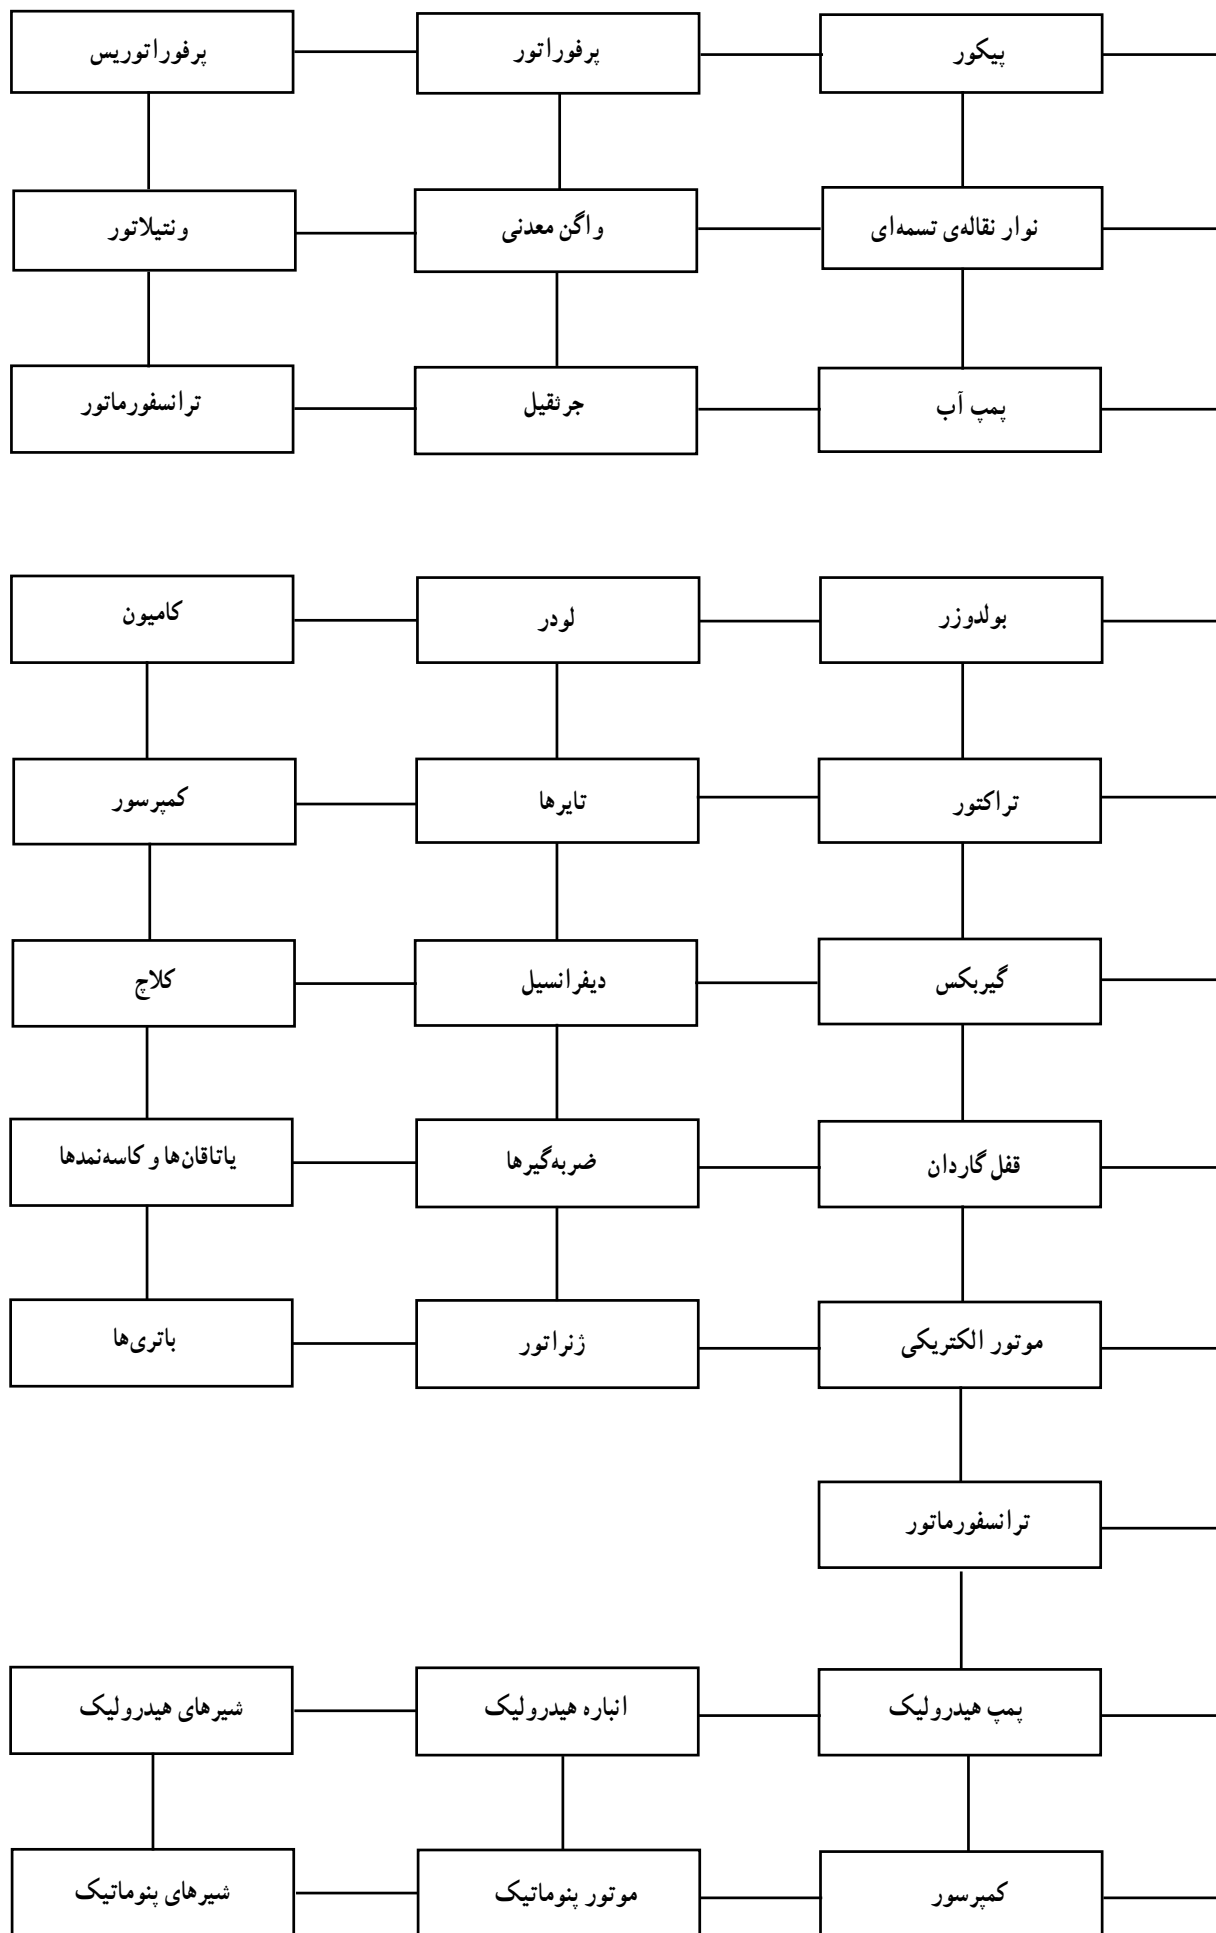 پیکور
پرفوراتور
پرفوراتوریس
نوار نقاله‌ی تسمه‌ای
واگن معدنی
ونتیلاتور
پمپ آب
جرثقیل
ترانسفورماتور
بولدوزر
لودر
کامیون
تراکتور
تایرها
کمپرسور
گیربکس
دیفرانسیل
کلاچ
قفل گاردان
ضربه‌گیرها
یاتاقان‌ها و کاسه‌نمدها
موتور الکتریکی
ژنراتور
باتری‌ها
ترانسفورماتور
پمپ هیدرولیک
انباره هیدرولیک
شیرهای هیدرولیک
کمپرسور
موتور پنوماتیک
شیرهای پنوماتیک